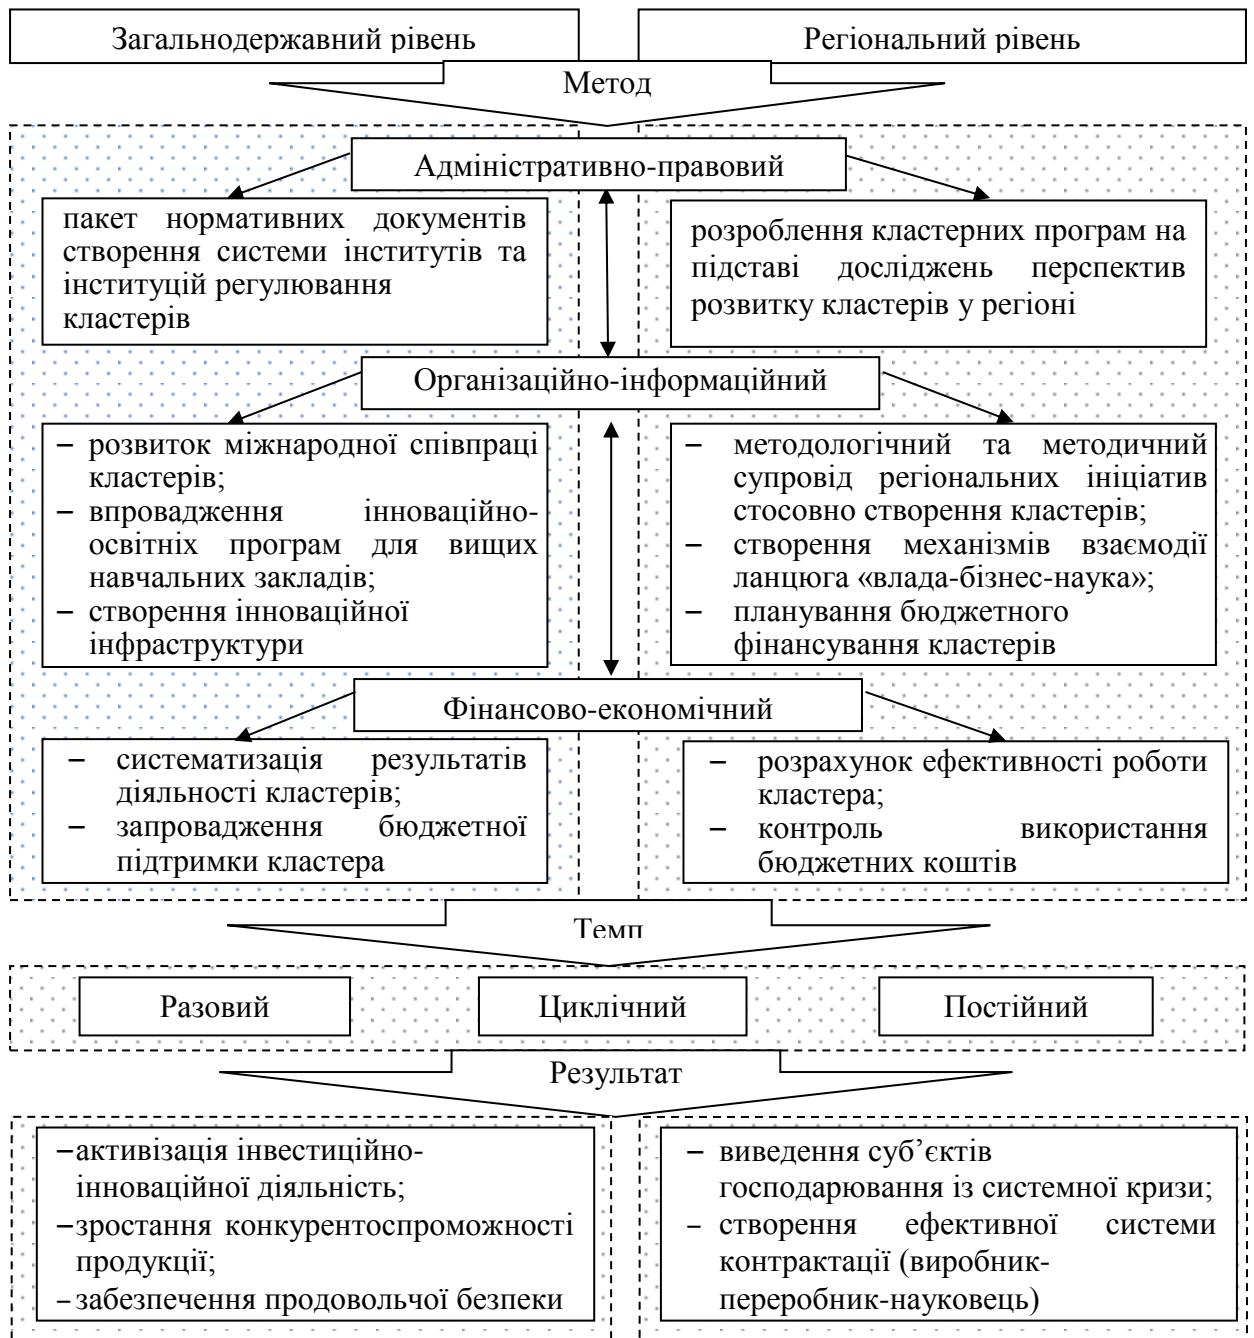 Загальнодержавний рівень
Регіональний рівень
Метод
Адміністративно-правовий
пакет нормативних документів
створення системи інститутів та
інституцій регулювання
кластерів
розроблення кластерних програм на
підставі досліджень перспектив
розвитку кластерів у регіоні
Організаційно-інформаційний
– розвиток міжнародної співпраці
кластерів;
– впровадження інноваційно-
освітніх програм для вищих
навчальних закладів;
– створення інноваційної
інфраструктури
– методологічний та методичний
супровід регіональних ініціатив
стосовно створення кластерів;
– створення механізмів взаємодії
ланцюга «влада-бізнес-наука»;
– планування бюджетного
фінансування кластерів
Фінансово-економічний
– систематизація результатів
діяльності кластерів;
– запровадження бюджетної
підтримки кластера
– розрахунок ефективності роботи
кластера;
– контроль використання
бюджетних коштів
Темп
Разовий
Циклічний
Постійний
Результат
–активізація інвестиційно-
інноваційної діяльність;
–зростання конкурентоспроможності
продукції;
–забезпечення продовольчої безпеки
– виведення суб’єктів
господарювання із системної кризи;
– створення ефективної системи
контрактації (виробник-
переробник-науковець)